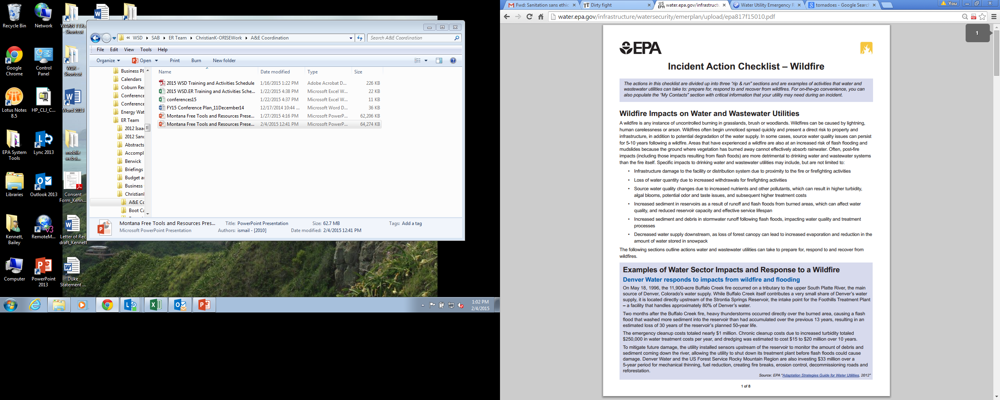 Recycle Bin
Network
WARN TTXs - Shortcut
Google Chrome
Control Panel
WIIR - Shortcut
Lotus Notes 8.5
HP_CLJ_C...
Word 2013
EPA System Tools
Lync 2013
mobile websi...
Libraries
Outlook 2013
Consent Form_Kenn...
Kennett, Bailey
RemoteM...
Letter of Rec draft_Kennett
Computer
PowerPoint 2013
Duke Statement ...
« WSD ▸ SAB ▸ ER Team ▸ ChristianK-ORISEWork ▸ A&E Coordination
Search A&E Coordination
File Edit View Tools Help
Organize Open Print Burn New folder
Business Pl
Calendars
Coburn Rec
Conference
Conference
Energy Wat
ER Team
2012 Isaa
2012 Sand
Abstracts
Accompl
Berwick
Briefings
Budget a
Business
Christianl
A&E Co
Boot Ca
Name Date modified Type Size
2015 WSD Training and Activities Schedule 1/16/2015 1:22 PM Adobe Acrobat D... 226 KB
2015 WSD.ER Training and Activities Sche... 1/22/2015 4:38 PM Microsoft Excel W... 22 KB
conferences15 1/22/2015 4:37 PM Microsoft Excel W... 11 KB
FY15 Conference Plan_11December14 12/17/2014 10:44 ... Microsoft Word D... 36 KB
Montana Free Tools and Resources Prese... 1/27/2015 4:16 PM Microsoft PowerP... 62,206 KB
Montana Free Tools and Resources Prese... 2/4/2015 12:41 PM Microsoft PowerP... 64,274 KB
Montana Free Tools and Resources Pres... Title: PowerPoint Presentation Size: 62.7 MB Tags: Add a tag
Microsoft PowerPoint Presentation Authors: ismail - [2010] Date modified: 2/4/2015 12:41 PM
1:02 PM
2/4/2015
Fwd: Sanitation sans ethic
Dirty fight
US EPA water.epa.gov/infrastructu
Water Utility Emergency R
tornadoes - Google Search
You
water.epa.gov/infrastructure/watersecurity/emerplan/upload/epa817f15010.pdf
1
EPA
Incident Action Checklist – Wildfire
The actions in this checklist are divided up into three “rip & run” sections and are examples of activities that water and
wastewater utilities can take to: prepare for, respond to and recover from wildfires. For on-the-go convenience, you can
also populate the “My Contacts” section with critical information that your utility may need during an incident.
Wildfire Impacts on Water and Wastewater Utilities
A wildfire is any instance of uncontrolled burning in grasslands, brush or woodlands. Wildfires can be caused by lightning,
human carelessness or arson. Wildfires often begin unnoticed spread quickly and present a direct risk to property and
infrastructure, in addition to potential degradation of the water supply. In some cases, source water quality issues can persist
for 5-10 years following a wildfire. Areas that have experienced a wildfire are also at an increased risk of flash flooding and
mudslides because the ground where vegetation has burned away cannot effectively absorb rainwater. Often, post-fire
impacts (including those impacts resulting from flash floods) are more detrimental to drinking water and wastewater systems
than the fire itself. Specific impacts to drinking water and wastewater utilities may include, but are not limited to:
• Infrastructure damage to the facility or distribution system due to proximity to the fire or firefighting activities
• Loss of water quantity due to increased withdrawals for firefighting activities
• Source water quality changes due to increased nutrients and other pollutants, which can result in higher turbidity,
algal blooms, potential odor and taste issues, and subsequent higher treatment costs
• Increased sediment in reservoirs as a result of runoff and flash floods from burned areas, which can affect water
quality, and reduced reservoir capacity and effective service lifespan
• Increased sediment and debris in stormwater runoff following flash floods, impacting water quality and treatment
processes
• Decreased water supply downstream, as loss of forest canopy can lead to increased evaporation and reduction in the
amount of water stored in snowpack
The following sections outline actions water and wastewater utilities can take to prepare for, respond to and recover from
wildfires.
Examples of Water Sector Impacts and Response to a Wildfire
Denver Water responds to impacts from wildfire and flooding
On May 18, 1996, the 11,900-acre Buffalo Creek fire occurred on a tributary to the upper South Platte River, the main
source of Denver, Colorado’s water supply. While Buffalo Creek itself contributes a very small share of Denver’s water
supply, it is located directly upstream of the Strontia Springs Reservoir, the intake point for the Foothills Treatment Plant
– a facility that handles approximately 80% of Denver’s water.
Two months after the Buffalo Creek fire, heavy thunderstorms occurred directly over the burned area, causing a flash
flood that washed more sediment into the reservoir than had accumulated over the previous 13 years, resulting in an
estimated loss of 30 years of the reservoir’s planned 50-year life.
The emergency cleanup costs totaled nearly $1 million. Chronic cleanup costs due to increased turbidity totaled
$250,000 in water treatment costs per year, and dredging was estimated to cost $15 to $20 million over 10 years.
To mitigate future damage, the utility installed sensors upstream of the reservoir to monitor the amount of debris and
sediment coming down the river, allowing the utility to shut down its treatment plant before flash floods could cause
damage. Denver Water and the US Forest Service Rocky Mountain Region are also investing $33 million over a
5-year period for mechanical thinning, fuel reduction, creating fire breaks, erosion control, decommissioning roads and
reforestation.
Source: EPA “Adaptation Strategies Guide for Water Utilities, 2012”
1 of 8